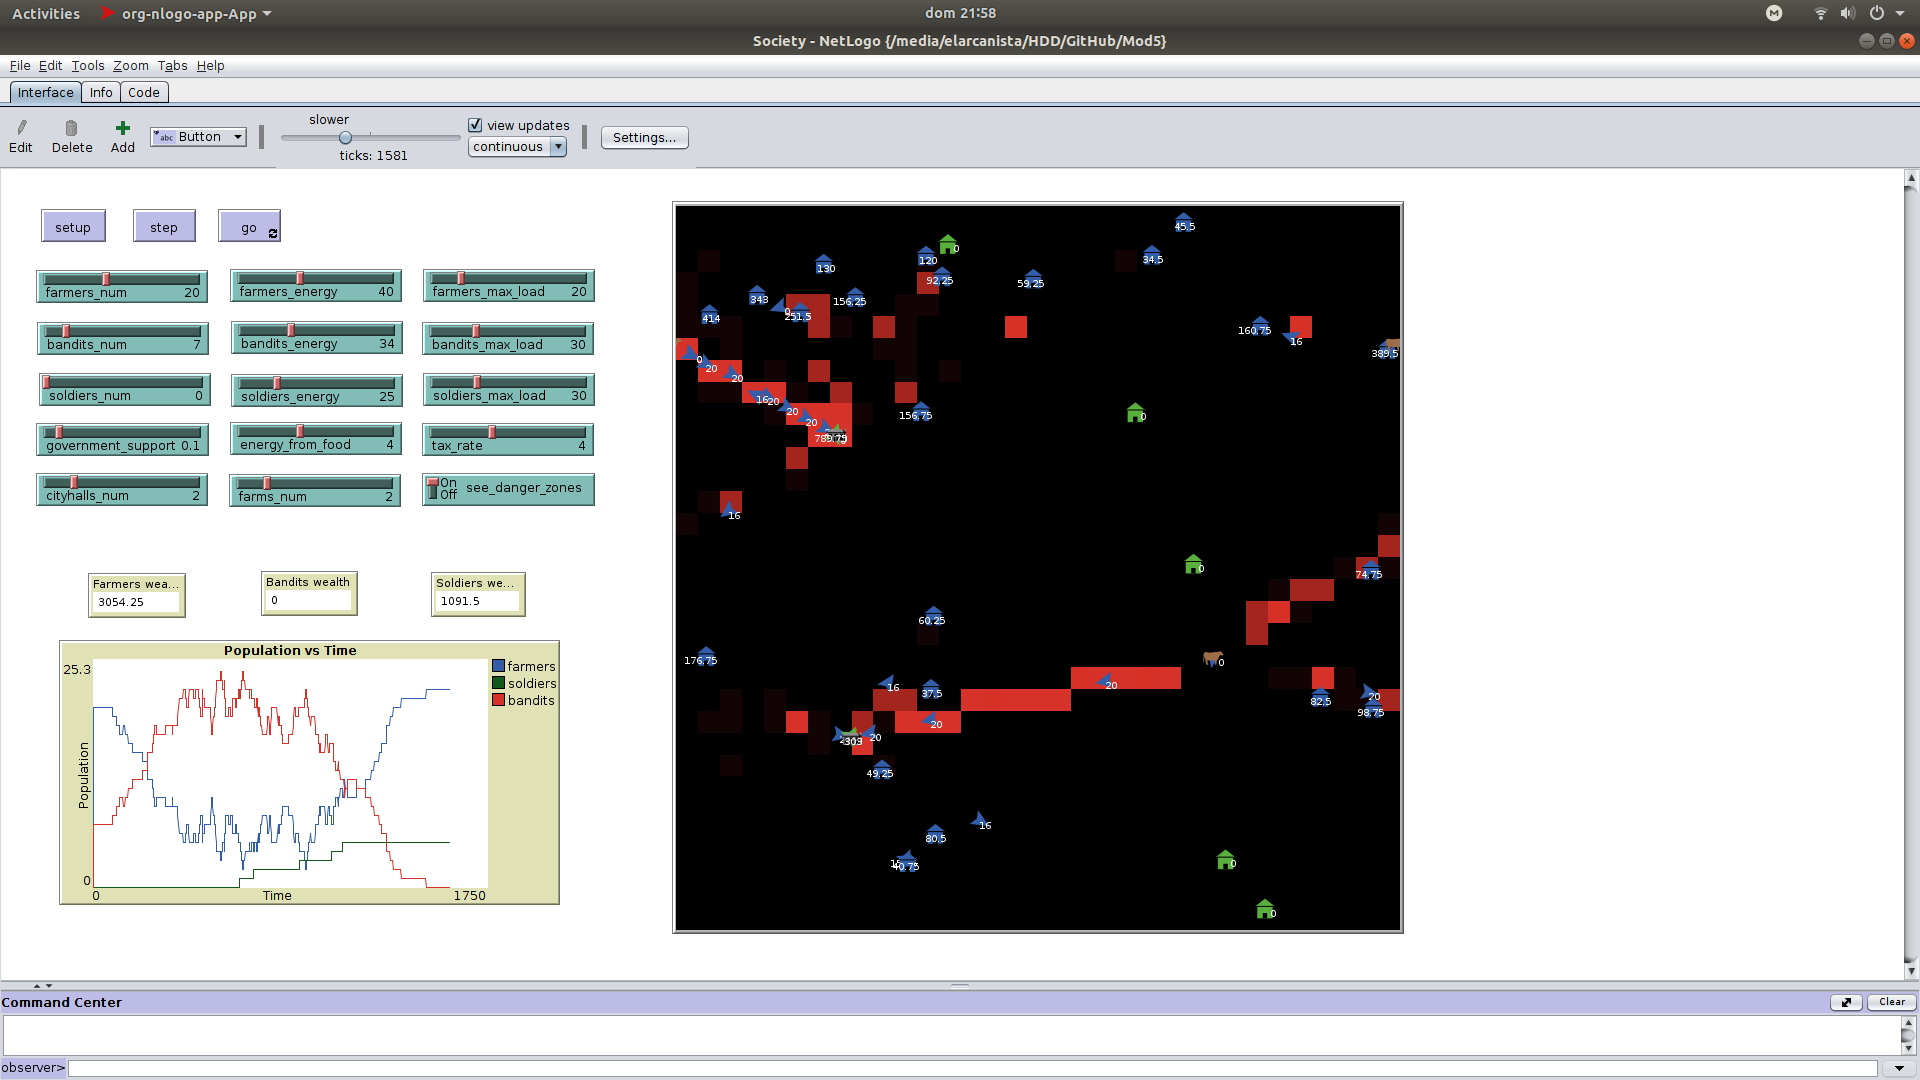 Activities
org-nlogo-app-App
dom 21:58
M
Society - NetLogo {/media/elarcanista/HDD/GitHub/Mod5}
File Edit Tools Zoom Tabs Help
Interface Info Code
Edit Delete Add
abc Button
slower
ticks: 1581
view updates
continuous
Settings...
setup step go
farmers_num 20
farmers_energy 40
farmers_max_load 20
bandits_num 7
bandits_energy 34
bandits_max_load 30
soldiers_num 0
soldiers_energy 25
soldiers_max_load 30
government_support 0.1
energy_from_food 4
tax_rate 4
cityhalls_num 2
farms_num 2
On
Off
see_danger_zones
Farmers wea...
3054.25
Bandits wealth
0
Soldiers we...
1091.5
Population vs Time
25.3
Population
0
0
Time
1750
farmers
soldiers
bandits
45.5
0
120
34.5
130
92.25
59.25
343
156.25
0
251.5
414
160.75
16
389.5
0
20
20
16
20
20
156.75
0
20
16
0
74.75
60.25
176.75
0
16
37.5
20
20
82.5
98.75
20
20
303
49.25
16
80.5
40.75
0
0
Command Center
Clear
observer>